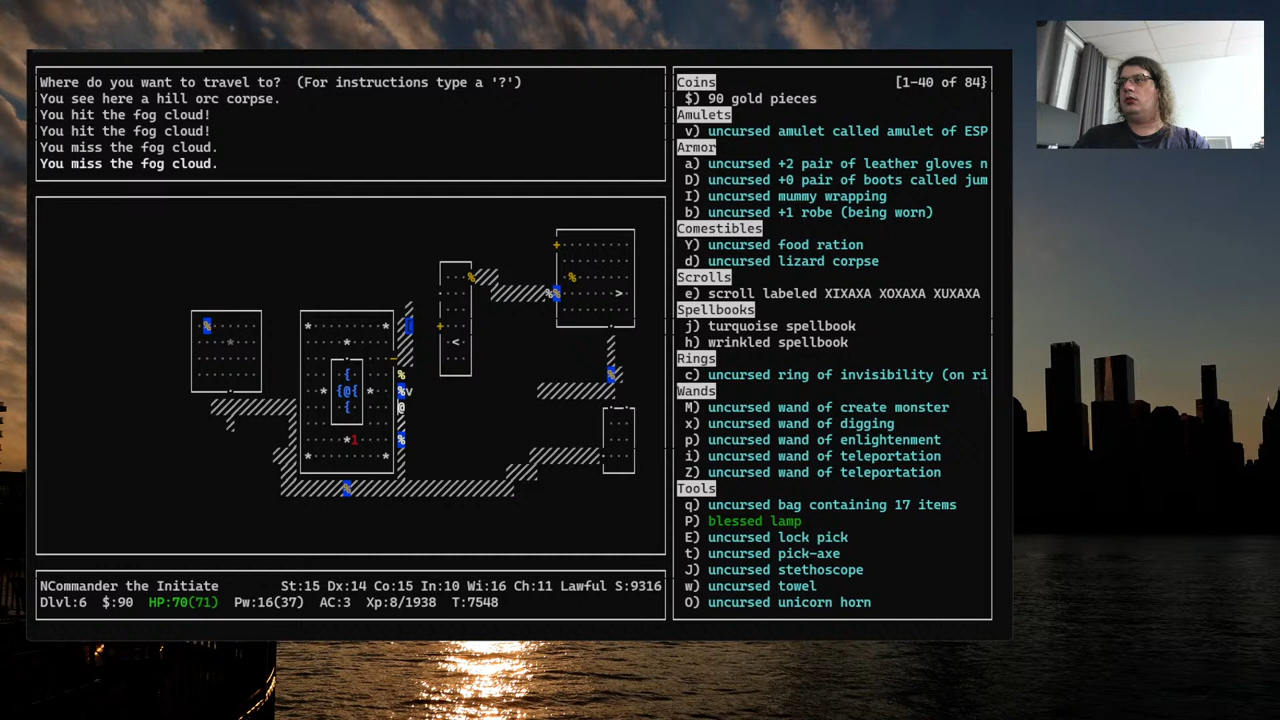 Where do you want to travel to?  (For instructions type a '?')
You see here a hill orc corpse.
You hit the fog cloud!
You hit the fog cloud!
You miss the fog cloud.
You miss the fog cloud.
NCommander the Initiate St:15 Dx:14 Co:15 In:10 Wi:16 Ch:11 Lawful S:9316
Dlvl:6 $:90 HP:70(71) Pw:16(37) AC:3 Xp:8/1938 T:7548
Coins [1-40 of 84}
$) 90 gold pieces
Amulets
v) uncursed amulet called amulet of ESP
Armor
a) uncursed +2 pair of leather gloves n
D) uncursed +0 pair of boots called jum
I) uncursed mummy wrapping
b) uncursed +1 robe (being worn)
Comestibles
Y) uncursed food ration
d) uncursed lizard corpse
Scrolls
e) scroll labeled XIXAXA XOXAXA XUXAXA
Spellbooks
j) turquoise spellbook
h) wrinkled spellbook
Rings
c) uncursed ring of invisibility (on ri
Wands
M) uncursed wand of create monster
x) uncursed wand of digging
p) uncursed wand of enlightenment
i) uncursed wand of teleportation
Z) uncursed wand of teleportation
Tools
q) uncursed bag containing 17 items
P) blessed lamp
E) uncursed lock pick
t) uncursed pick-axe
J) uncursed stethoscope
w) uncursed towel
O) uncursed unicorn horn